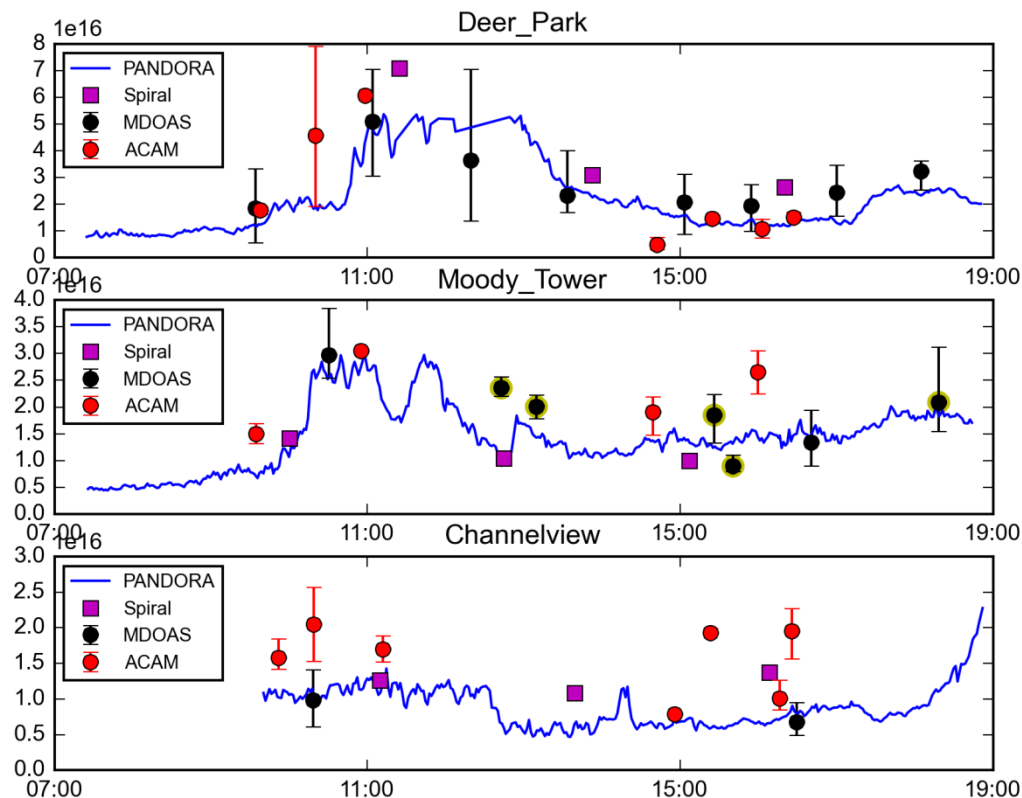 1e16
Deer_Park
8
7
6
5
4
3
2
1
0
PANDORA
Spiral
MDOAS
ACAM
07:00 11:00 15:00 19:00
1e16
Moody_Tower
4.0
3.5
3.0
2.5
2.0
1.5
1.0
0.5
0.0
PANDORA
Spiral
MDOAS
ACAM
07:00 11:00 15:00 19:00
1e16
Channelview
3.0
2.5
2.0
1.5
1.0
0.5
0.0
PANDORA
Spiral
MDOAS
ACAM
07:00 11:00 15:00 19:00